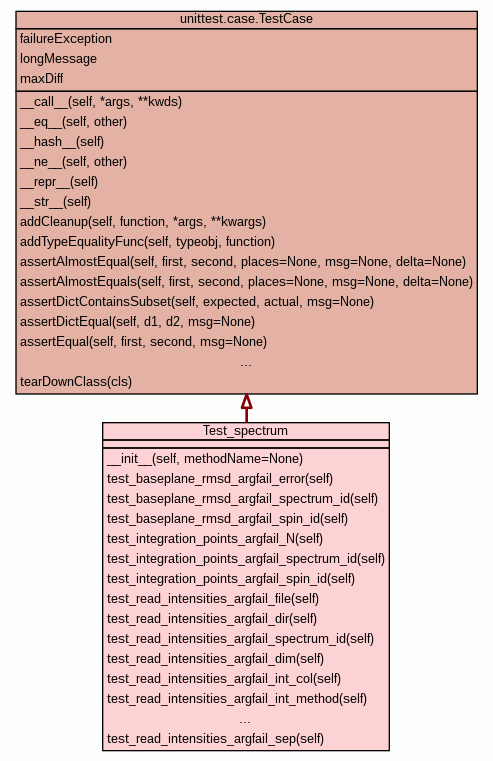 unittest.case.TestCase
failureException
longMessage
maxDiff
__call__(self, *args, **kwds)
__eq__(self, other)
__hash__(self)
__ne__(self, other)
__repr__(self)
__str__(self)
addCleanup(self, function, *args, **kwargs)
addTypeEqualityFunc(self, typeobj, function)
assertAlmostEqual(self, first, second, places=None, msg=None, delta=None)
assertAlmostEquals(self, first, second, places=None, msg=None, delta=None)
assertDictContainsSubset(self, expected, actual, msg=None)
assertDictEqual(self, d1, d2, msg=None)
assertEqual(self, first, second, msg=None)
...
tearDownClass(cls)
Test_spectrum
__init__(self, methodName=None)
test_baseplane_rmsd_argfail_error(self)
test_baseplane_rmsd_argfail_spectrum_id(self)
test_baseplane_rmsd_argfail_spin_id(self)
test_integration_points_argfail_N(self)
test_integration_points_argfail_spectrum_id(self)
test_integration_points_argfail_spin_id(self)
test_read_intensities_argfail_file(self)
test_read_intensities_argfail_dir(self)
test_read_intensities_argfail_spectrum_id(self)
test_read_intensities_argfail_dim(self)
test_read_intensities_argfail_int_col(self)
test_read_intensities_argfail_int_method(self)
...
test_read_intensities_argfail_sep(self)